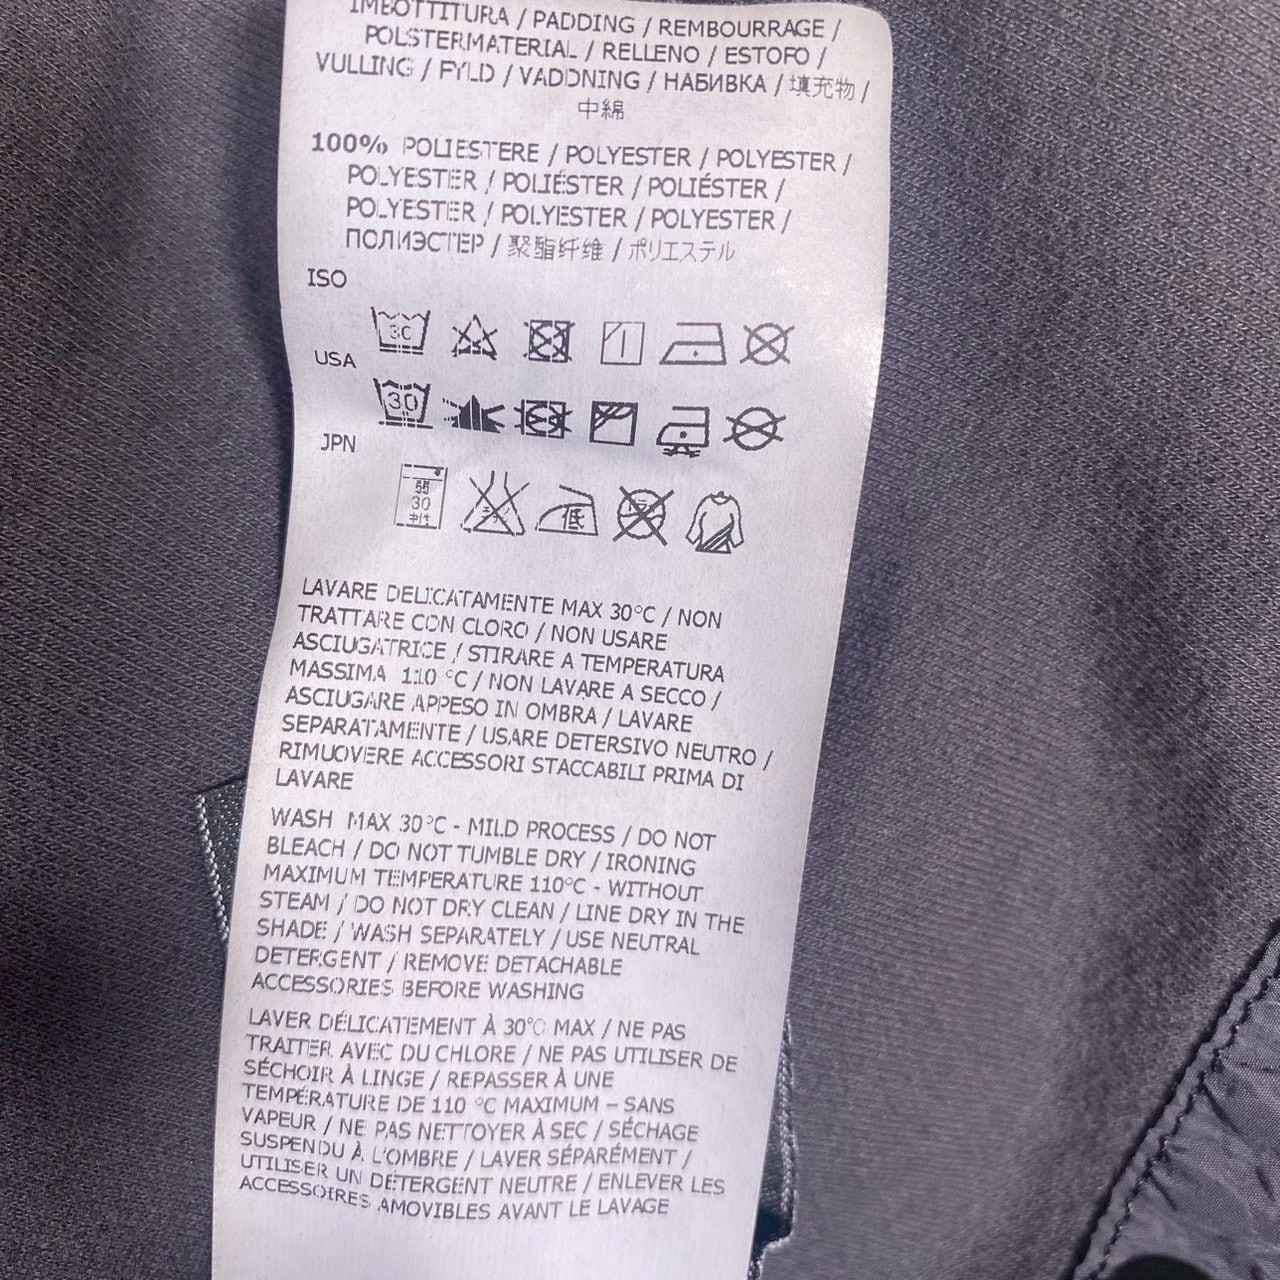 IMBOTTITURA / PADDING / REMBOURRAGE /
POLSTERMATERIAL / RELLENO / ESTOFO /
VULLING / FYLD / VADDNING / НАБИВКА / 填充物 /
中綿
100% POLIESTERE / POLYESTER / POLYESTER /
POLYESTER / POLIÉSTER / POLIÉSTER /
POLYESTER / POLYESTER / POLYESTER /
ПОЛИЭСТЕР / 聚酯纤维 / ポリエステル
ISO
30
USA
30
JPN
30
中性
低
LAVARE DELICATAMENTE MAX 30°C / NON
TRATTARE CON CLORO / NON USARE
ASCIUGATRICE / STIRARE A TEMPERATURA
MASSIMA 110 °C / NON LAVARE A SECCO /
ASCIUGARE APPESO IN OMBRA / LAVARE
SEPARATAMENTE / USARE DETERSIVO NEUTRO /
RIMUOVERE ACCESSORI STACCABILI PRIMA DI
LAVARE
WASH MAX 30°C - MILD PROCESS / DO NOT
BLEACH / DO NOT TUMBLE DRY / IRONING
MAXIMUM TEMPERATURE 110°C - WITHOUT
STEAM / DO NOT DRY CLEAN / LINE DRY IN THE
SHADE / WASH SEPARATELY / USE NEUTRAL
DETERGENT / REMOVE DETACHABLE
ACCESSORIES BEFORE WASHING
LAVER DÉLICATEMENT À 30°C MAX / NE PAS
TRAITER AVEC DU CHLORE / NE PAS UTILISER DE
SÉCHOIR À LINGE / REPASSER À UNE
TEMPÉRATURE DE 110 °C MAXIMUM – SANS
VAPEUR / NE PAS NETTOYER À SEC / SÉCHAGE
SUSPENDU À L'OMBRE / LAVER SÉPARÉMENT /
UTILISER UN DÉTERGENT NEUTRE / ENLEVER LES
ACCESSOIRES AMOVIBLES AVANT LE LAVAGE